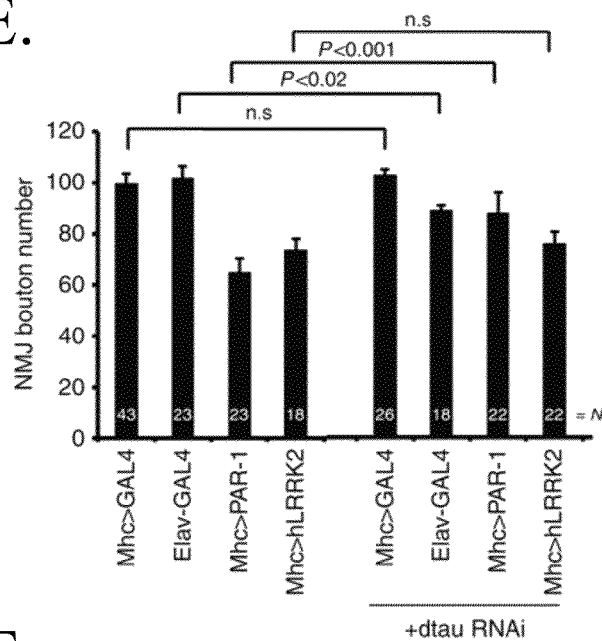 E.
n.s
P<0.001
P<0.02
n.s
120
100
80
60
40
20
0
NMJ bouton number
43 23 23 18 26 18 22 22 = N
Mhc>GAL4
Elav-GAL4
Mhc>PAR-1
Mhc>hLRRK2
Mhc>GAL4
Elav-GAL4
Mhc>PAR-1
Mhc>hLRRK2
+dtau RNAi